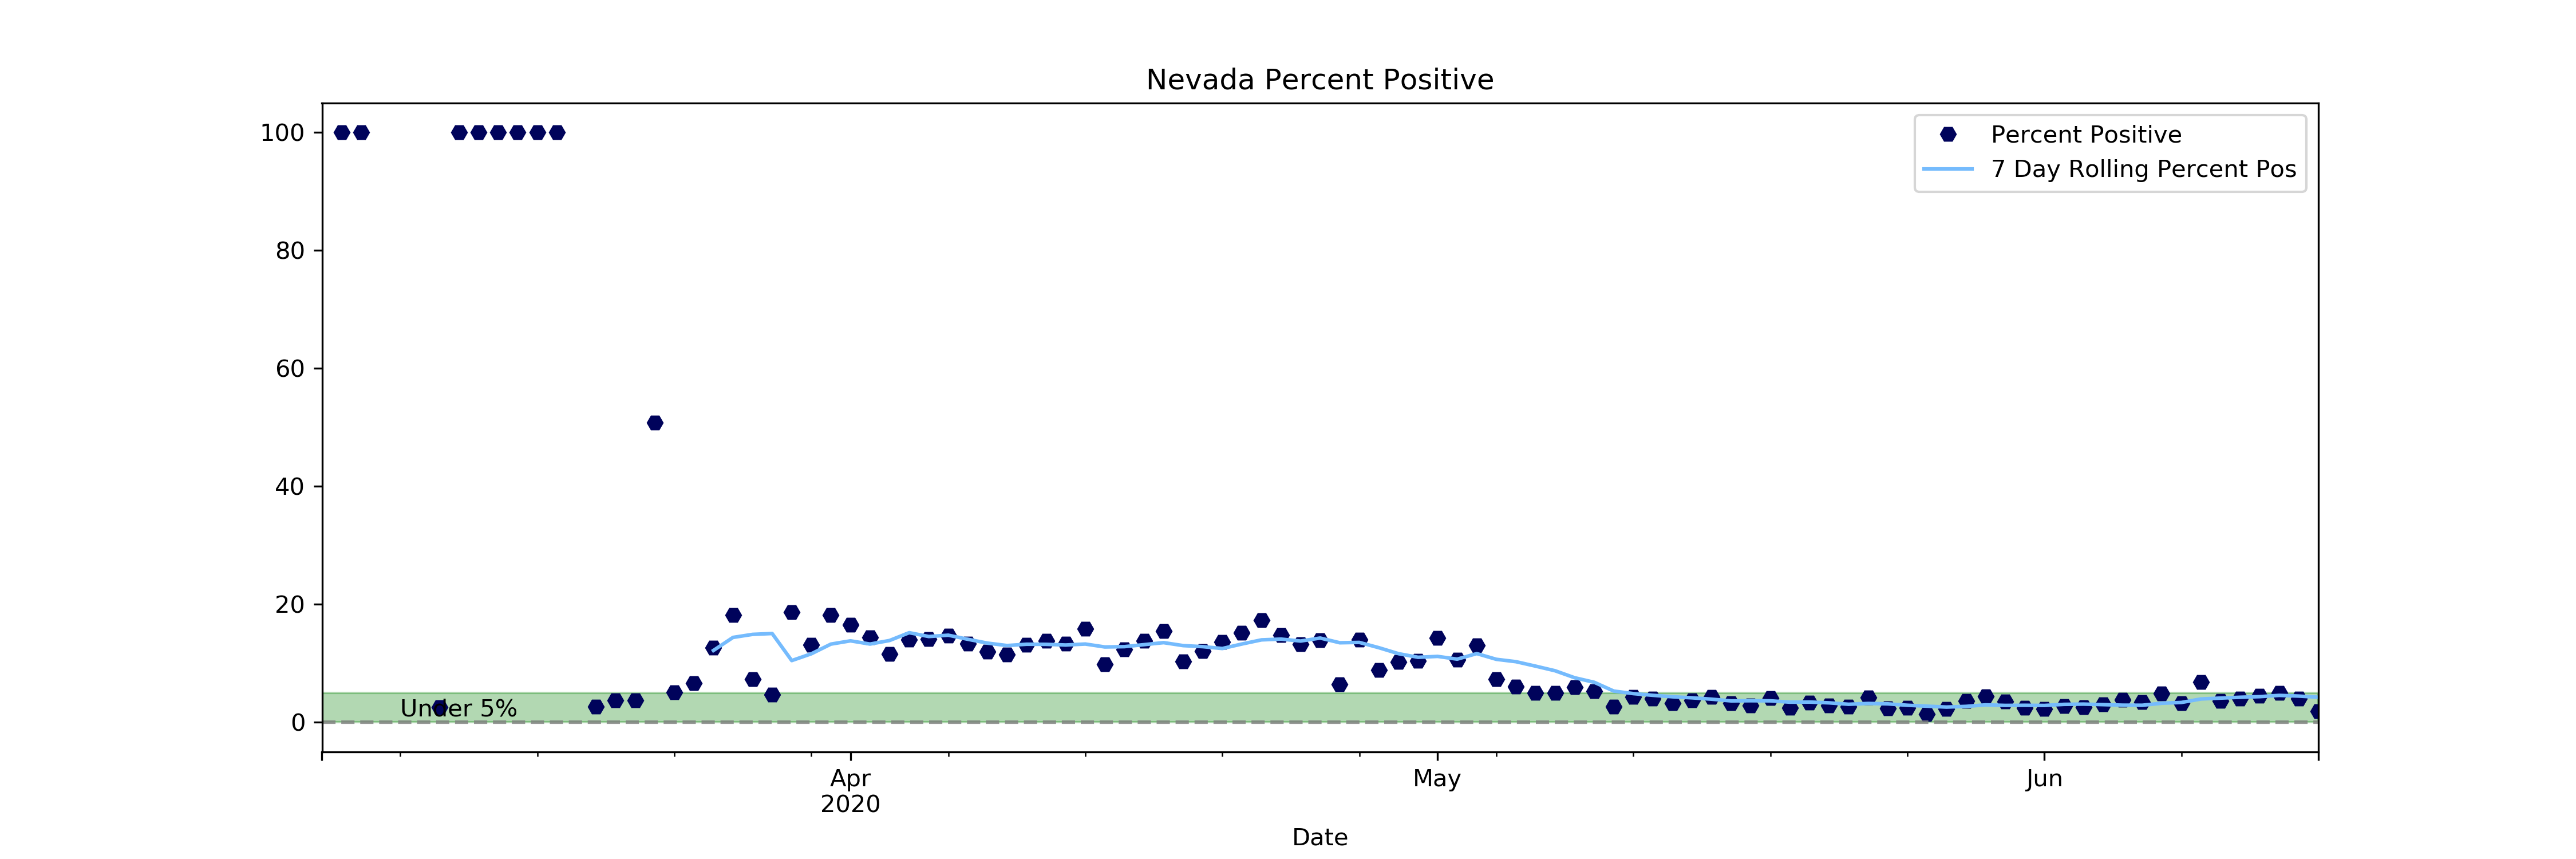 Nevada Percent Positive
100
80
60
40
20
0
Percent Positive
7 Day Rolling Percent Pos
Under 5%
Apr
2020
May
Jun
Date